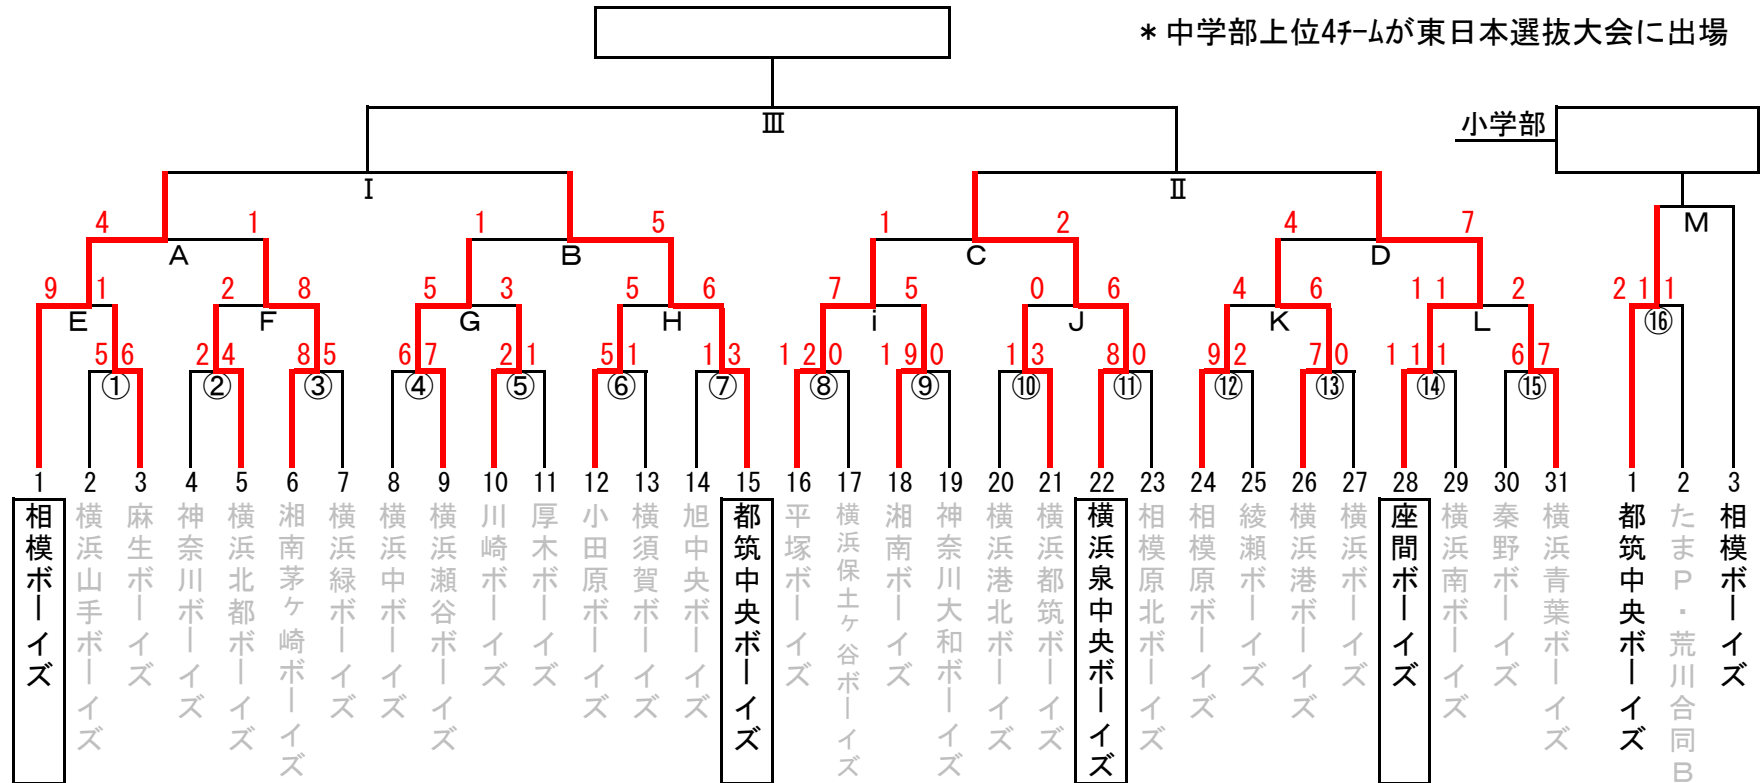 ＊中学部上位4チームが東日本選抜大会に出場
Ⅲ
小学部
Ⅰ
Ⅱ
4 1 1 5 1 2 4 7
A B C D M
9 1 2 8 5 3 5 6 7 5 0 6 4 6 11 2 21 1
E F G H i J K L ⑯
5 6 2 4 8 5 6 7 2 1 5 1 1 3 12 0 19 0 1 3 8 0 9 2 7 0 11 1 6 7
① ② ③ ④ ⑤ ⑥ ⑦ ⑧ ⑨ ⑩ ⑪ ⑫ ⑬ ⑭ ⑮
1 2 3 4 5 6 7 8 9 10 11 12 13 14 15 16 17 18 19 20 21 22 23 24 25 26 27 28 29 30 31 1 2 3
相模ボーイズ
横浜山手ボーイズ
麻生ボーイズ
神奈川ボーイズ
横浜北都ボーイズ
湘南茅ヶ崎ボーイズ
横浜緑ボーイズ
横浜中ボーイズ
横浜瀬谷ボーイズ
川崎ボーイズ
厚木ボーイズ
小田原ボーイズ
横須賀ボーイズ
旭中央ボーイズ
都筑中央ボーイズ
平塚ボーイズ
横浜保土ヶ谷ボーイズ
湘南ボーイズ
神奈川大和ボーイズ
横浜港北ボーイズ
横浜都筑ボーイズ
横浜泉中央ボーイズ
相模原北ボーイズ
相模原ボーイズ
綾瀬ボーイズ
横浜港ボーイズ
横浜ボーイズ
座間ボーイズ
横浜南ボーイズ
秦野ボーイズ
横浜青葉ボーイズ
都筑中央ボーイズ
たまP・荒川合同B
相模ボーイズ